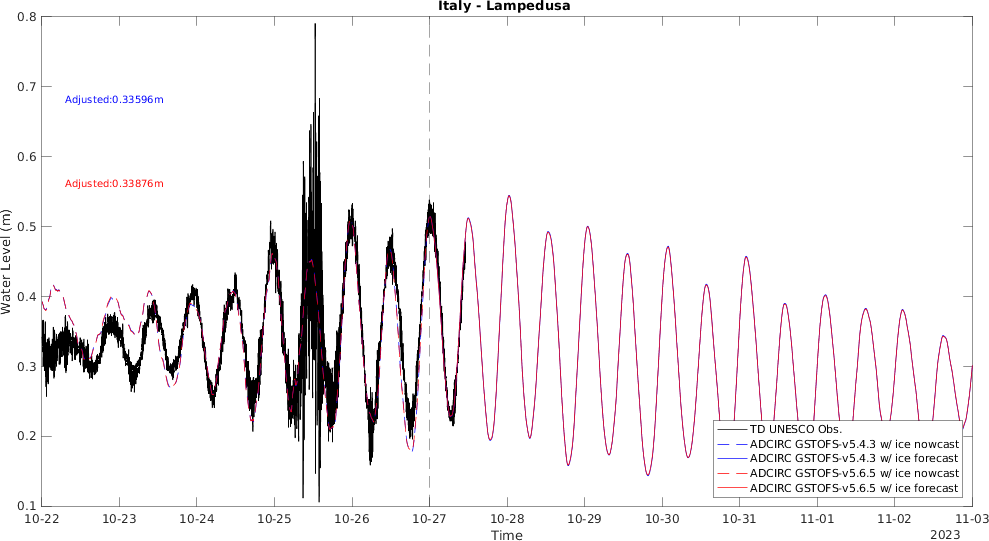 Italy - Lampedusa
0.8
0.7
0.6
0.5
0.4
0.3
0.2
0.1
Water Level (m)
Adjusted:0.33596m
Adjusted:0.33876m
TD UNESCO Obs.
ADCIRC GSTOFS-v5.4.3 w/ ice nowcast
ADCIRC GSTOFS-v5.4.3 w/ ice forecast
ADCIRC GSTOFS-v5.6.5 w/ ice nowcast
ADCIRC GSTOFS-v5.6.5 w/ ice forecast
10-22 10-23 10-24 10-25 10-26 10-27 10-28 10-29 10-30 10-31 11-01 11-02 11-03
Time
2023